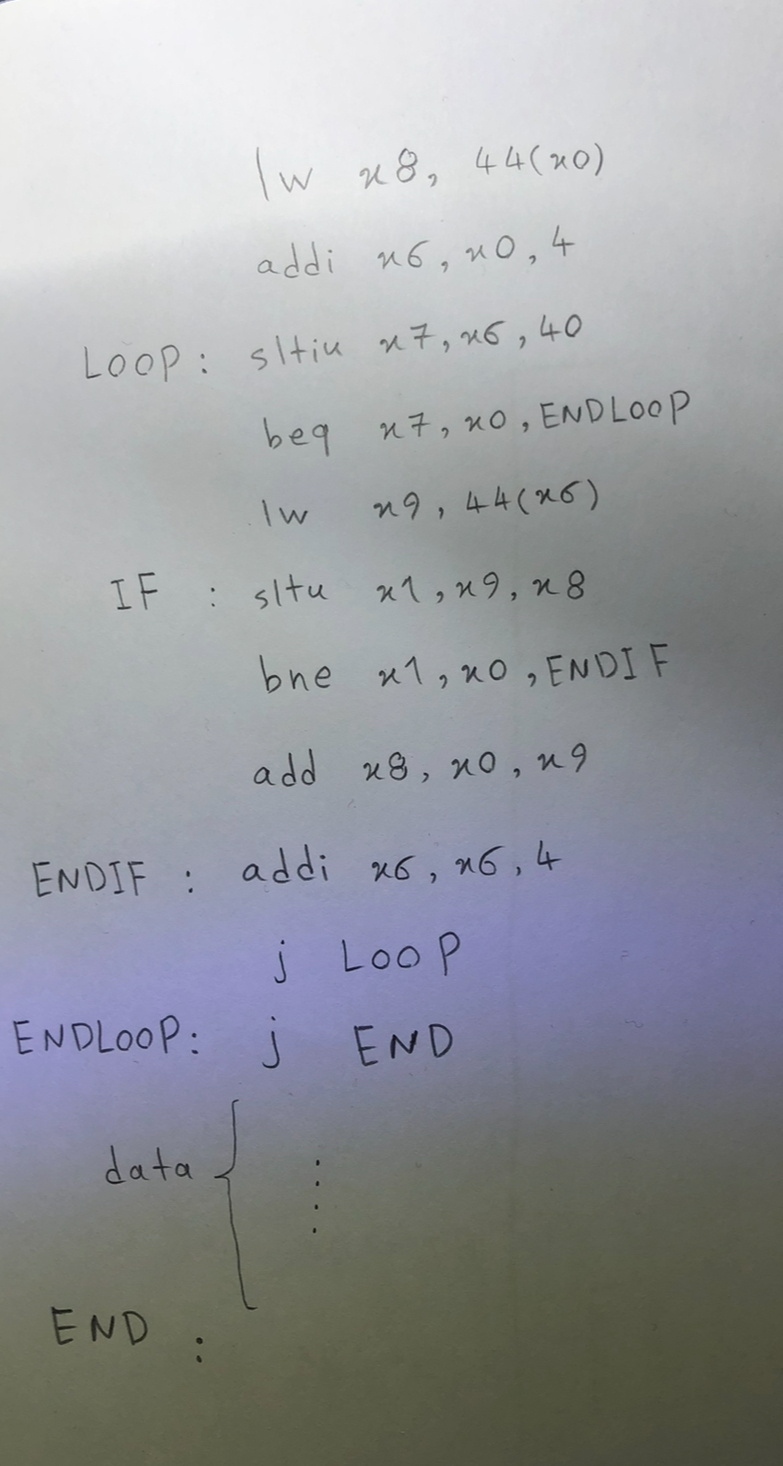 lw x8, 44(x0)
addi x6, x0, 4
LOOP: sltiu x7, x6, 40
beq x7, x0, ENDLOOP
lw x9, 44(x6)
IF : sltu x1, x9, x8
bne x1, x0, ENDIF
add x8, x0, x9
ENDIF : addi x6, x6, 4
j LOOP
ENDLOOP: j END
data { ⋮
END :